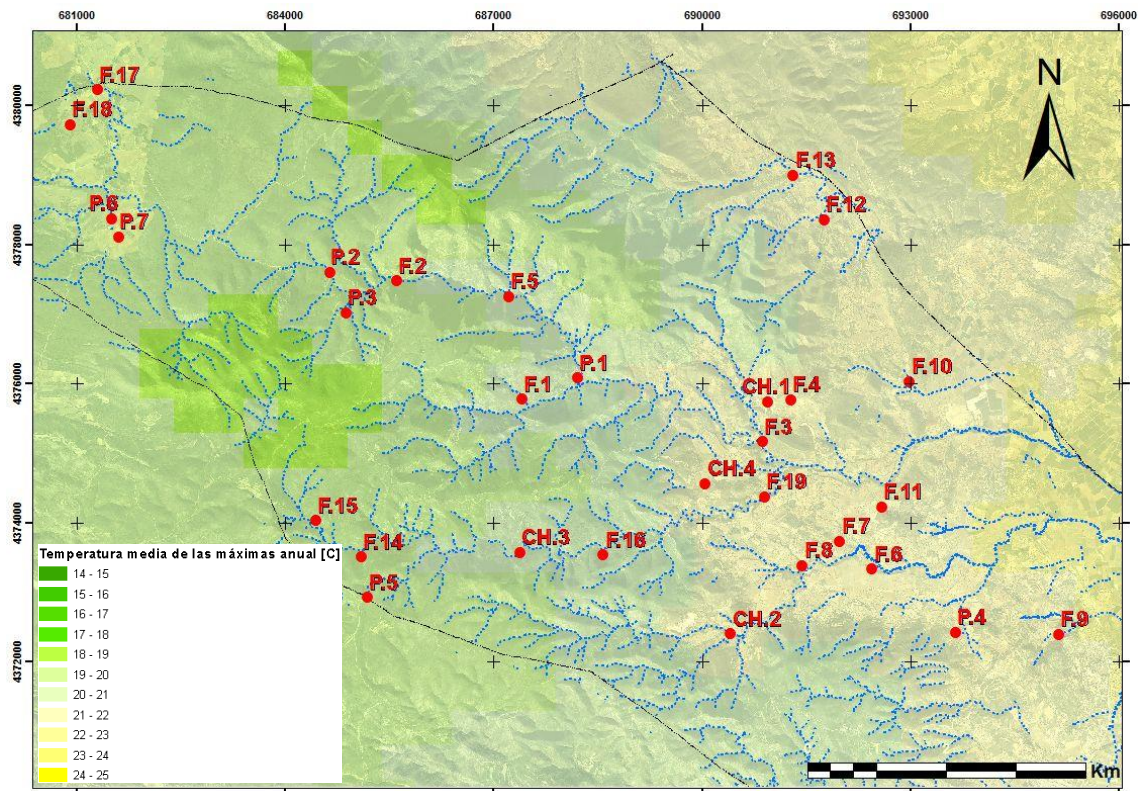 681000 684000 687000 690000 693000 696000
N
4380000
4378000
4376000
4374000
4372000
F.17
F.18
F.13
F.12
P.6
P.7
P.2
F.2
F.5
P.3
P.1
F.1
F.10
CH.1
F.4
F.3
CH.4
F.19
F.11
F.15
F.7
F.14
CH.3
F.16
F.8
F.6
P.5
CH.2
P.4
F.9
Temperatura media de las máximas anual [C]
14 - 15
15 - 16
16 - 17
17 - 18
18 - 19
19 - 20
20 - 21
21 - 22
22 - 23
23 - 24
24 - 25
Km